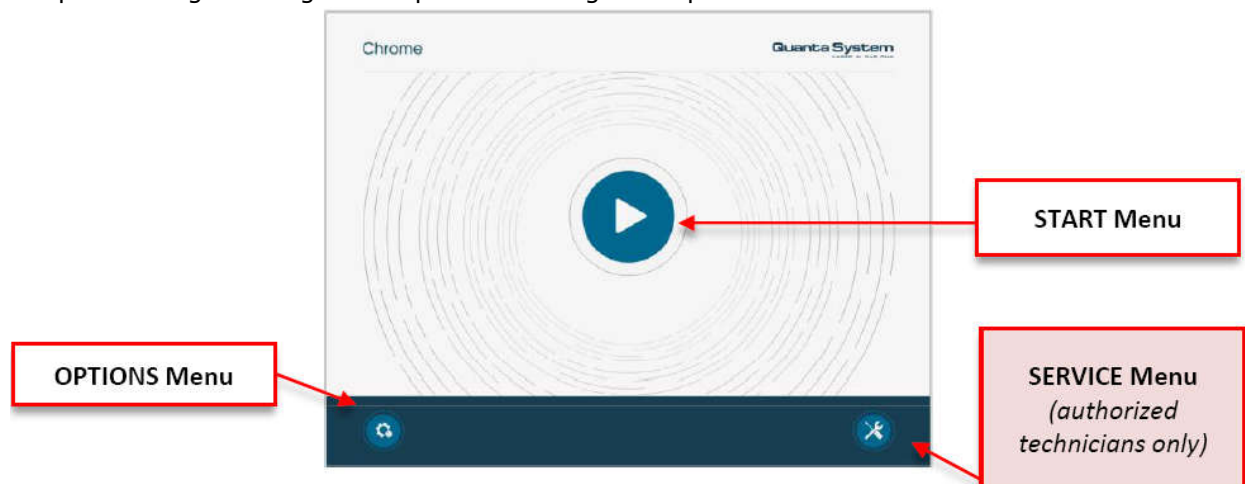 Chrome
Quanta System
START Menu
OPTIONS Menu
SERVICE Menu
(authorized
technicians only)